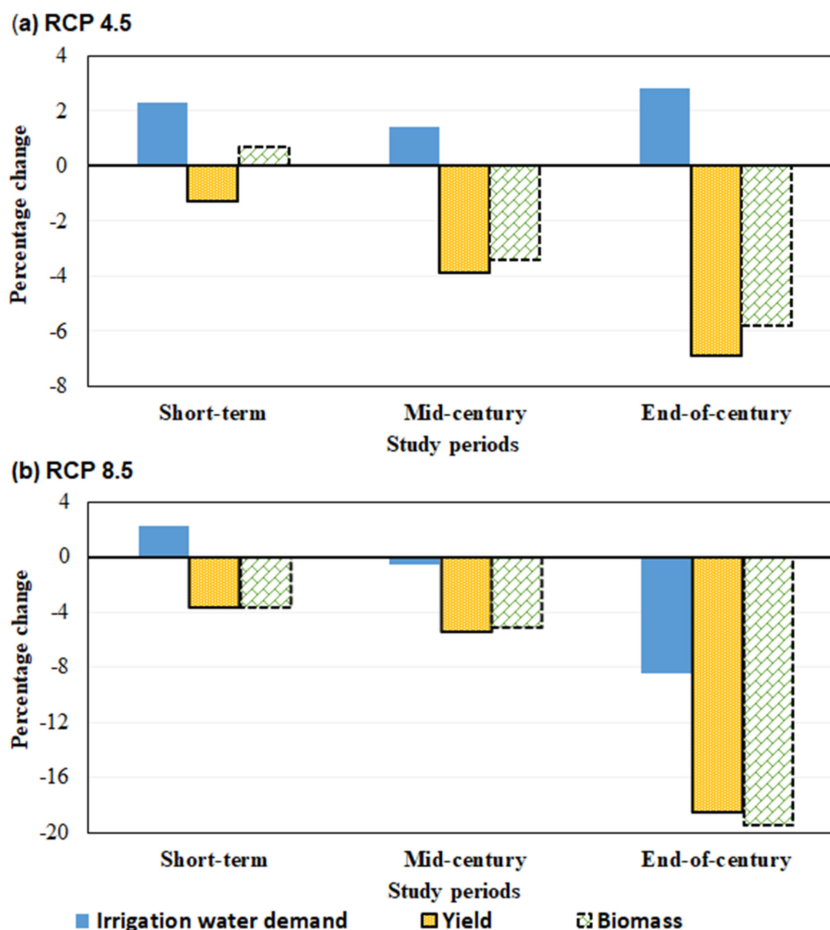 (a) RCP 4.5
4
2
0
-2
-4
-6
-8
Percentage change
Short-term Mid-century End-of-century
Study periods
(b) RCP 8.5
4
0
-4
-8
-12
-16
-20
Percentage change
Short-term Mid-century End-of-century
Study periods
Irrigation water demand Yield Biomass